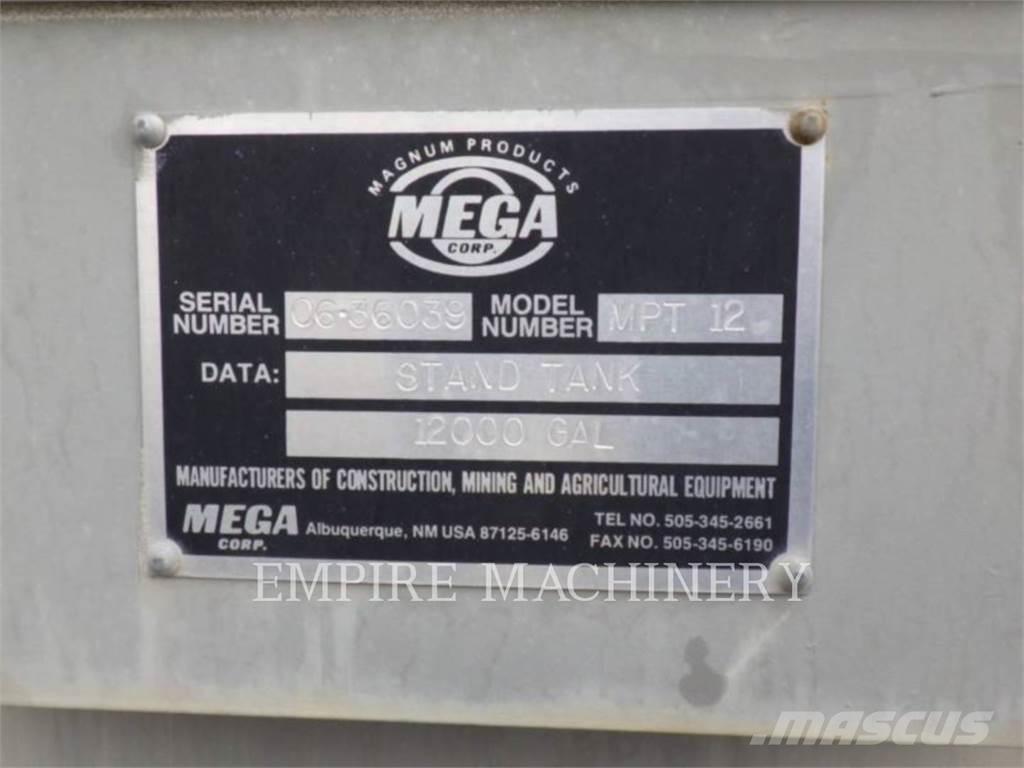 MAGNUM PRODUCTS
MEGA
CORP.
SERIAL NUMBER 06-36039 MODEL NUMBER MPT 12
DATA: STAND TANK
12000 GAL
MANUFACTURERS OF CONSTRUCTION, MINING AND AGRICULTURAL EQUIPMENT
MEGA CORP. Albuquerque, NM USA 87125-6146
TEL NO. 505-345-2661
FAX NO. 505-345-6190
EMPIRE MACHINERY
MASCUS